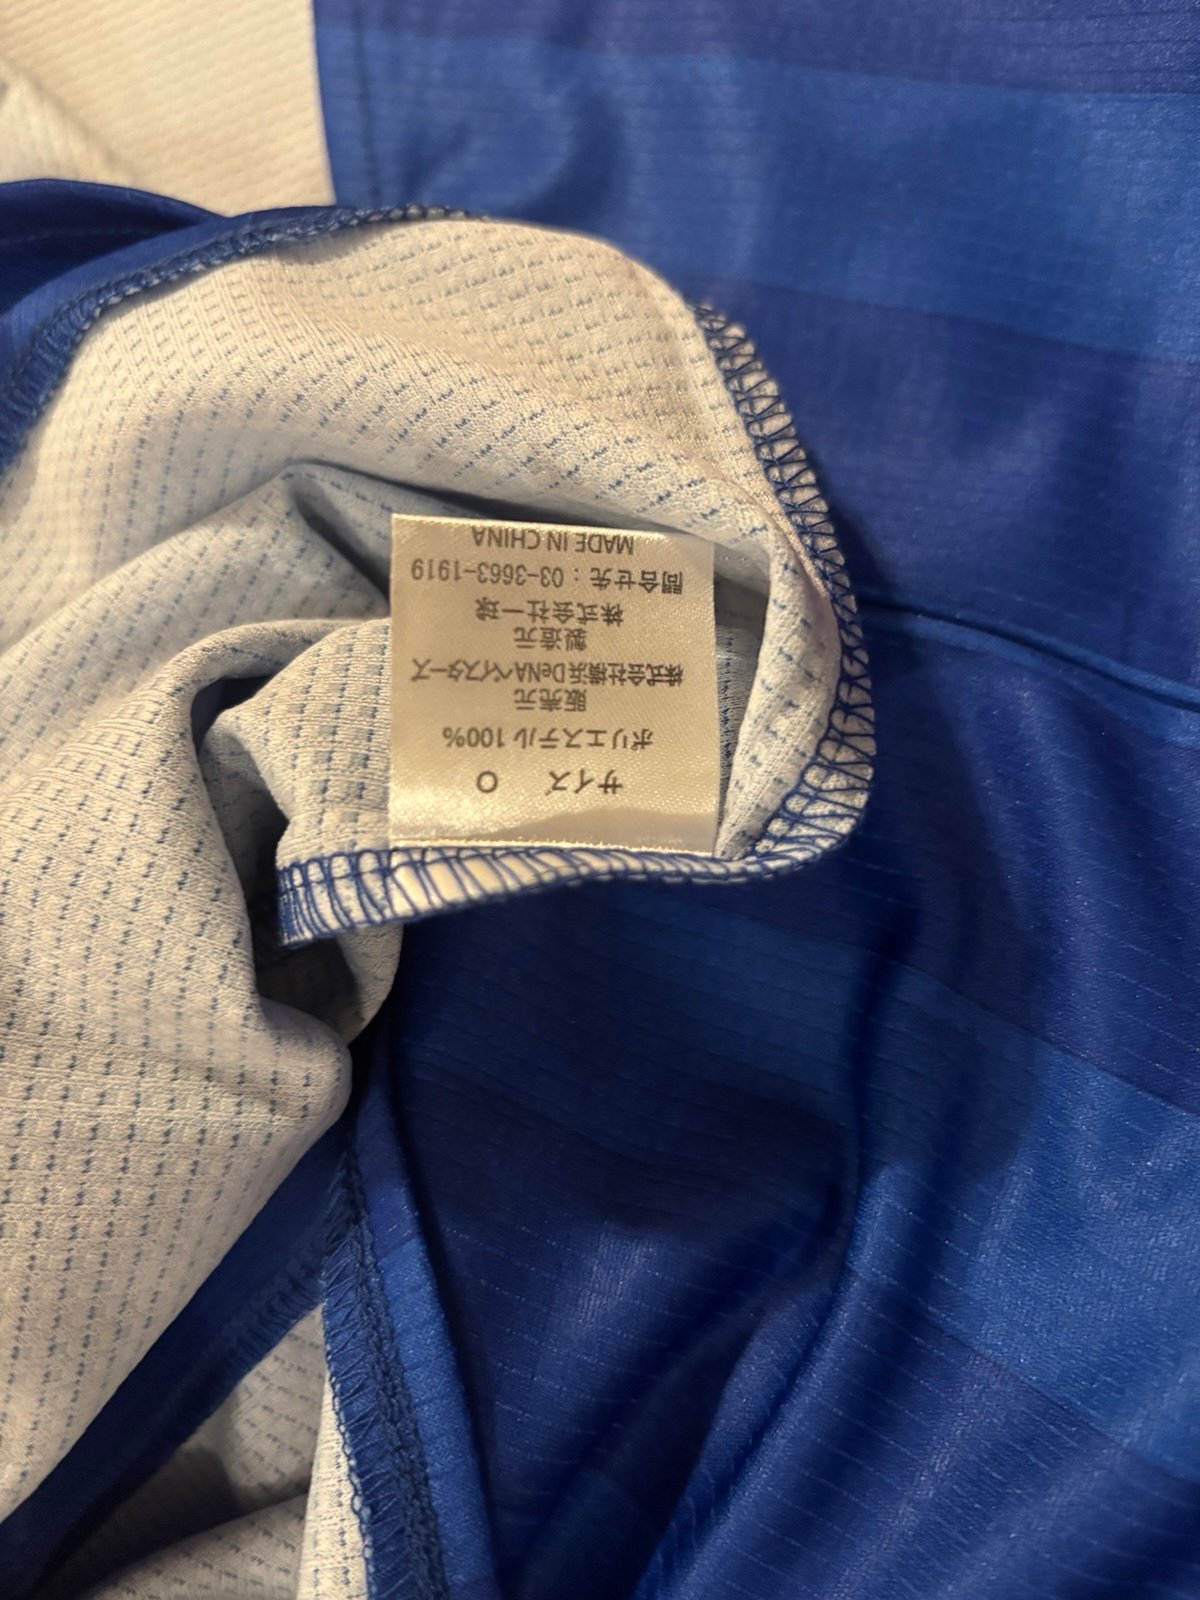 サイズ　O
ポリエステル 100%
販売元
株式会社横浜DeNAベイスターズ
製造元
株式会社一球
問合せ先：03-3663-1919
MADE IN CHINA